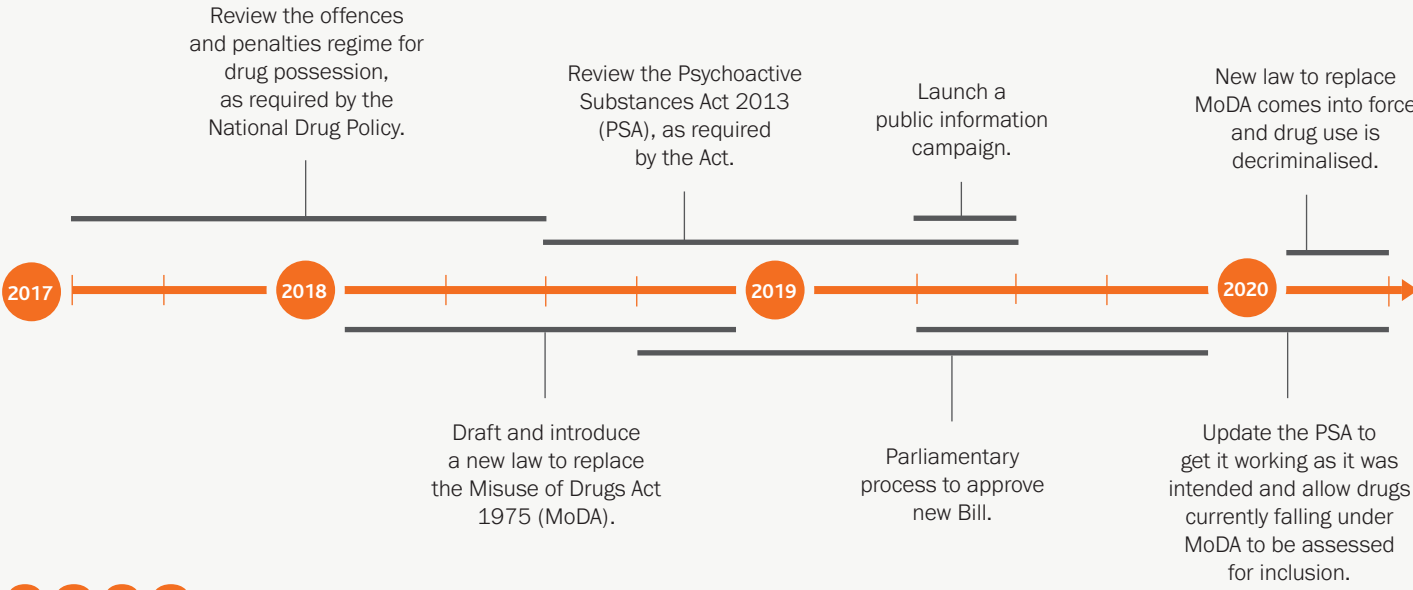 Review the offences
and penalties regime for
drug possession,
as required by the
National Drug Policy.
Review the Psychoactive
Substances Act 2013
(PSA), as required
by the Act.
Launch a
public information
campaign.
New law to replace
MoDA comes into force
and drug use is
decriminalised.
2017
2018
2019
2020
Draft and introduce
a new law to replace
the Misuse of Drugs Act
1975 (MoDA).
Parliamentary
process to approve
new Bill.
Update the PSA to
get it working as it was
intended and allow drugs
currently falling under
MoDA to be assessed
for inclusion.